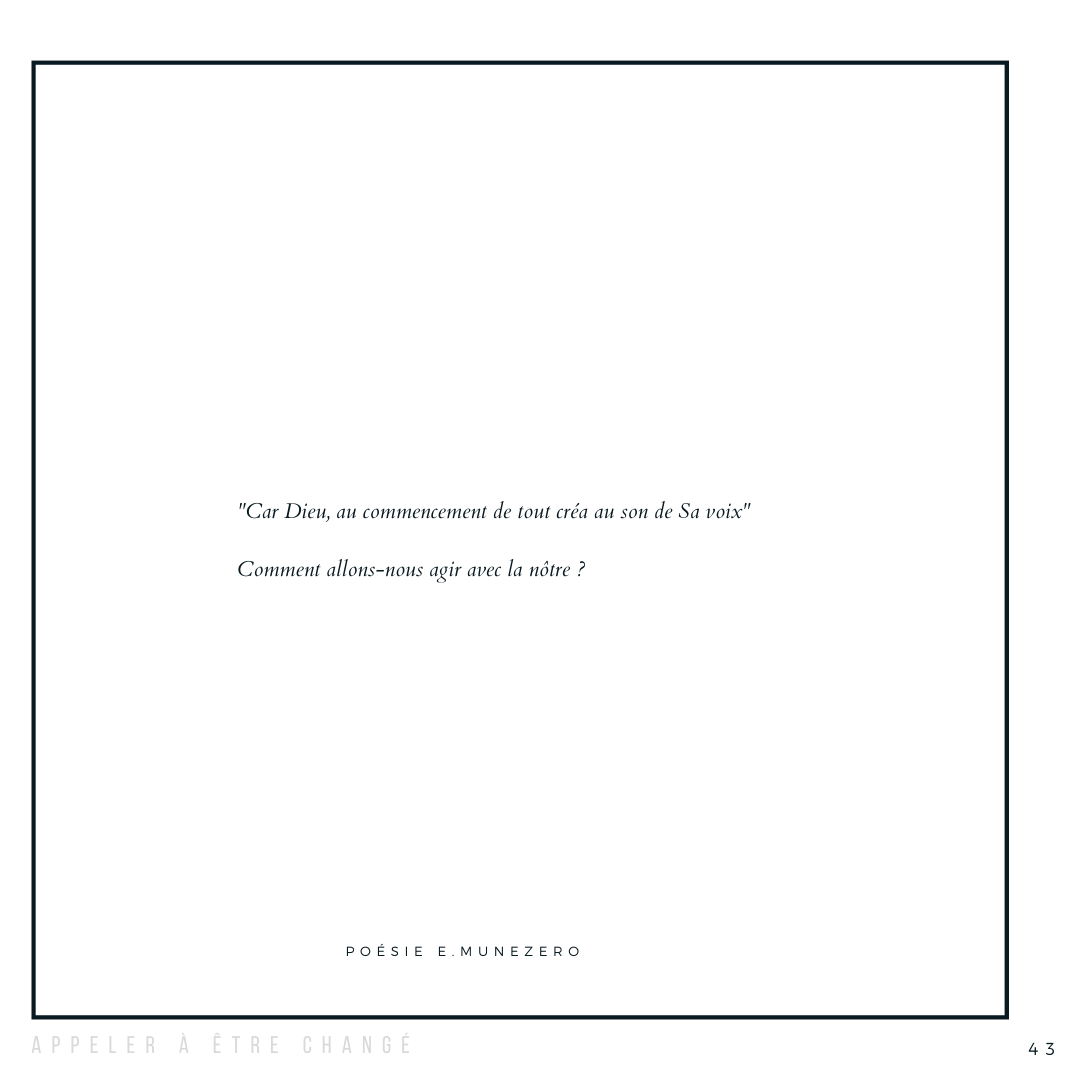 "Car Dieu, au commencement de tout créa au son de Sa voix"
Comment allons-nous agir avec la nôtre ?
POÉSIE E.MUNEZERO
APPELER À ÊTRE CHANGÉ
43